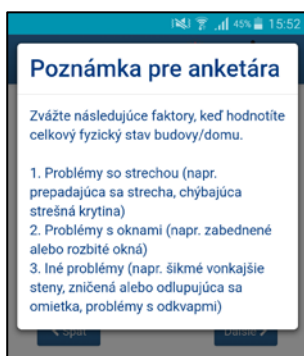 45% 15:52
Poznámka pre anketára
Zvážte následujúce faktory, keď hodnotíte
celkový fyzický stav budovy/domu.
1. Problémy so strechou (napr.
prepadajúca sa strecha, chýbajúca
strešná krytina)
2. Problémy s oknami (napr. zabednené
alebo rozbité okná)
3. Iné problémy (napr. šikmé vonkajšie
steny, zničená alebo odlupujúca sa
omietka, problémy s odkvapmi)
Späť Ďalšie